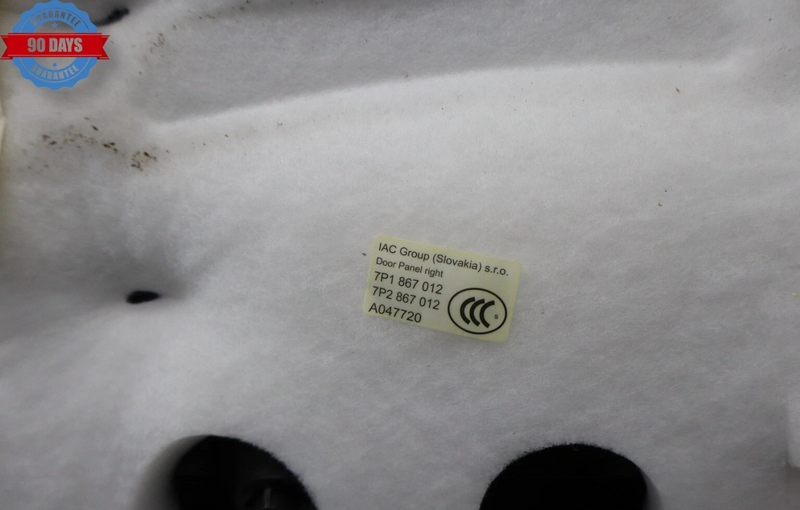 GUARANTEE
90 DAYS
GUARANTEE
IAC Group (Slovakia) s.r.o.
Door Panel right
7P1 867 012
7P2 867 012
A047720
CCC S